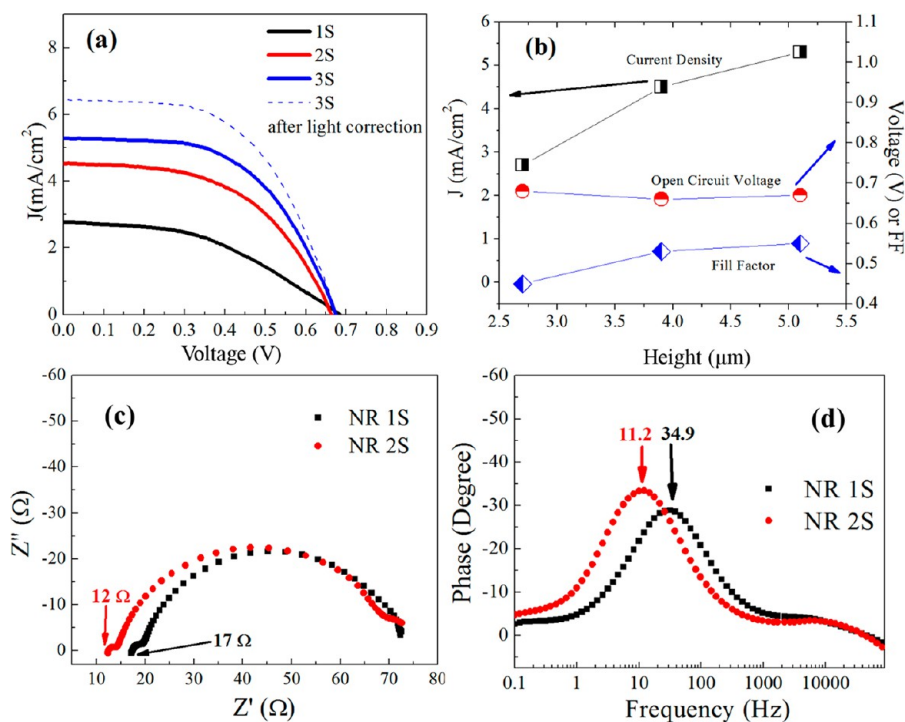 (a)
1S
2S
3S
3S
after light correction
J(mA/cm²)
8
6
4
2
0
0.0 0.1 0.2 0.3 0.4 0.5 0.6 0.7 0.8 0.9
Voltage (V)
(b)
Current Density
Open Circuit Voltage
Fill Factor
J (mA/cm²)
6
5
4
3
2
1
0
1.1
1.0
0.9
0.8
0.7
0.6
0.5
0.4
Voltage (V) or FF
2.5 3.0 3.5 4.0 4.5 5.0 5.5
Height (μm)
(c)
NR 1S
NR 2S
Z'' (Ω)
-60
-50
-40
-30
-20
-10
0
12 Ω
17 Ω
10 20 30 40 50 60 70 80
Z' (Ω)
(d)
11.2 34.9
NR 1S
NR 2S
Phase (Degree)
-60
-50
-40
-30
-20
-10
0
10
0.1 1 10 100 1000 10000
Frequency (Hz)